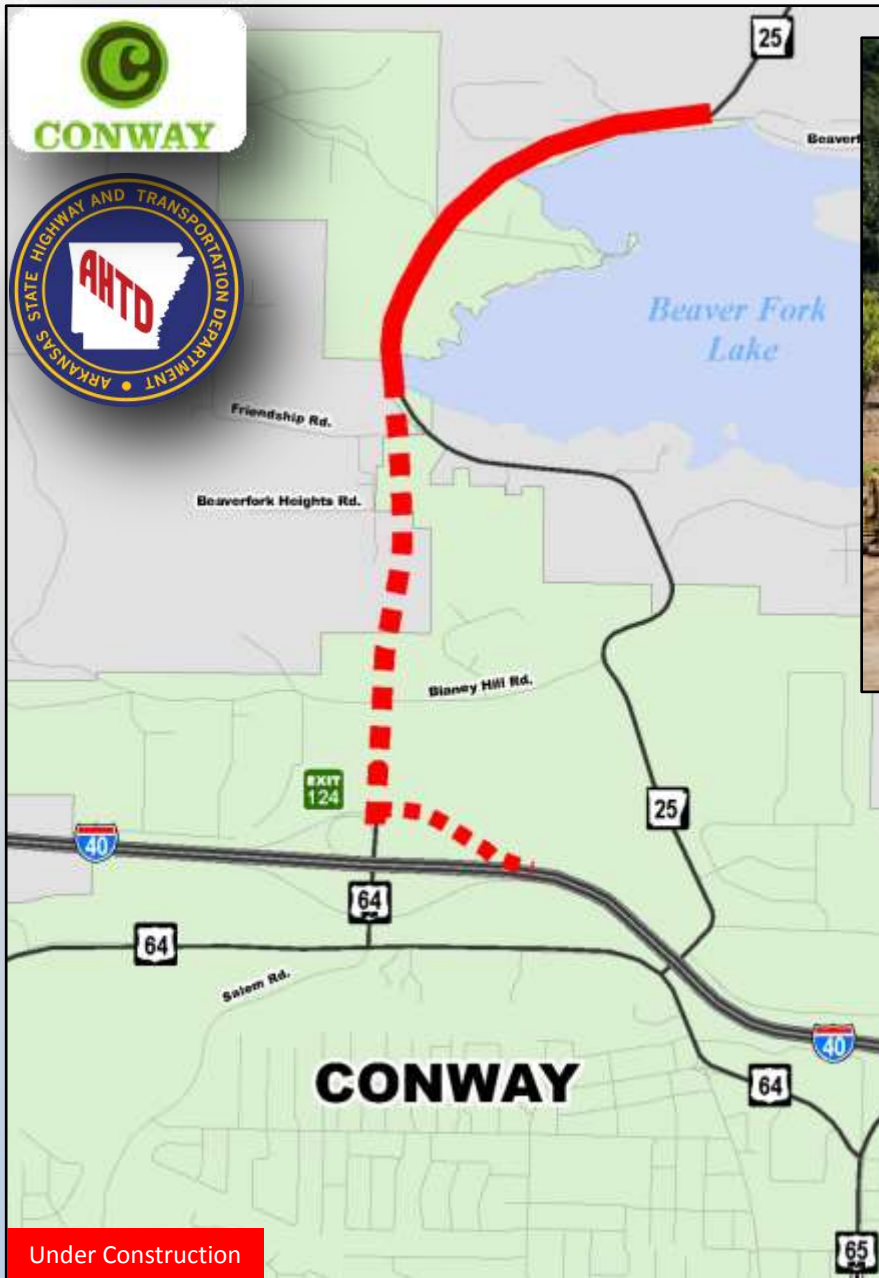 CONWAY
ARKANSAS STATE HIGHWAY AND TRANSPORTATION DEPARTMENT
AHTD
25
Beaverf
Beaver Fork
Lake
Friendship Rd.
Beaverfork Heights Rd.
Blaney Hill Rd.
EXIT
124
25
40
64
64
Salem Rd.
40
CONWAY
64
65
Under Construction